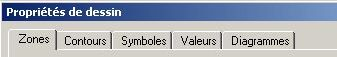 Propriétés de dessin
Zones Contours Symboles Valeurs Diagrammes